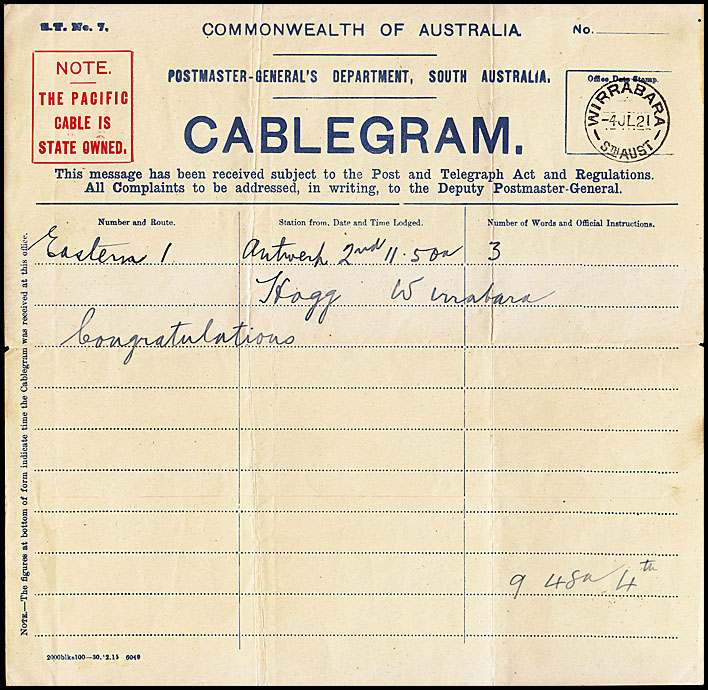 S.T. No. 7.
COMMONWEALTH OF AUSTRALIA.
No.
NOTE.
THE PACIFIC
CABLE IS
STATE OWNED.
POSTMASTER-GENERAL'S DEPARTMENT, SOUTH AUSTRALIA.
CABLEGRAM.
Office Date Stamp.
WIRRABARA
-4JL21
STH AUST
This message has been received subject to the Post and Telegraph Act and Regulations.
All Complaints to be addressed, in writing, to the Deputy Postmaster-General.
Number and Route. Station from, Date and Time Lodged. Number of Words and Official Instructions.
Eastern 1 Antwerp 2nd 11.50a 3
Hogg Wirrabara
Congratulations
9 48a 4th
NOTE.—The figures at bottom of form indicate time the Cablegram was received at this office.
2000blks100—30.'2.15 6049